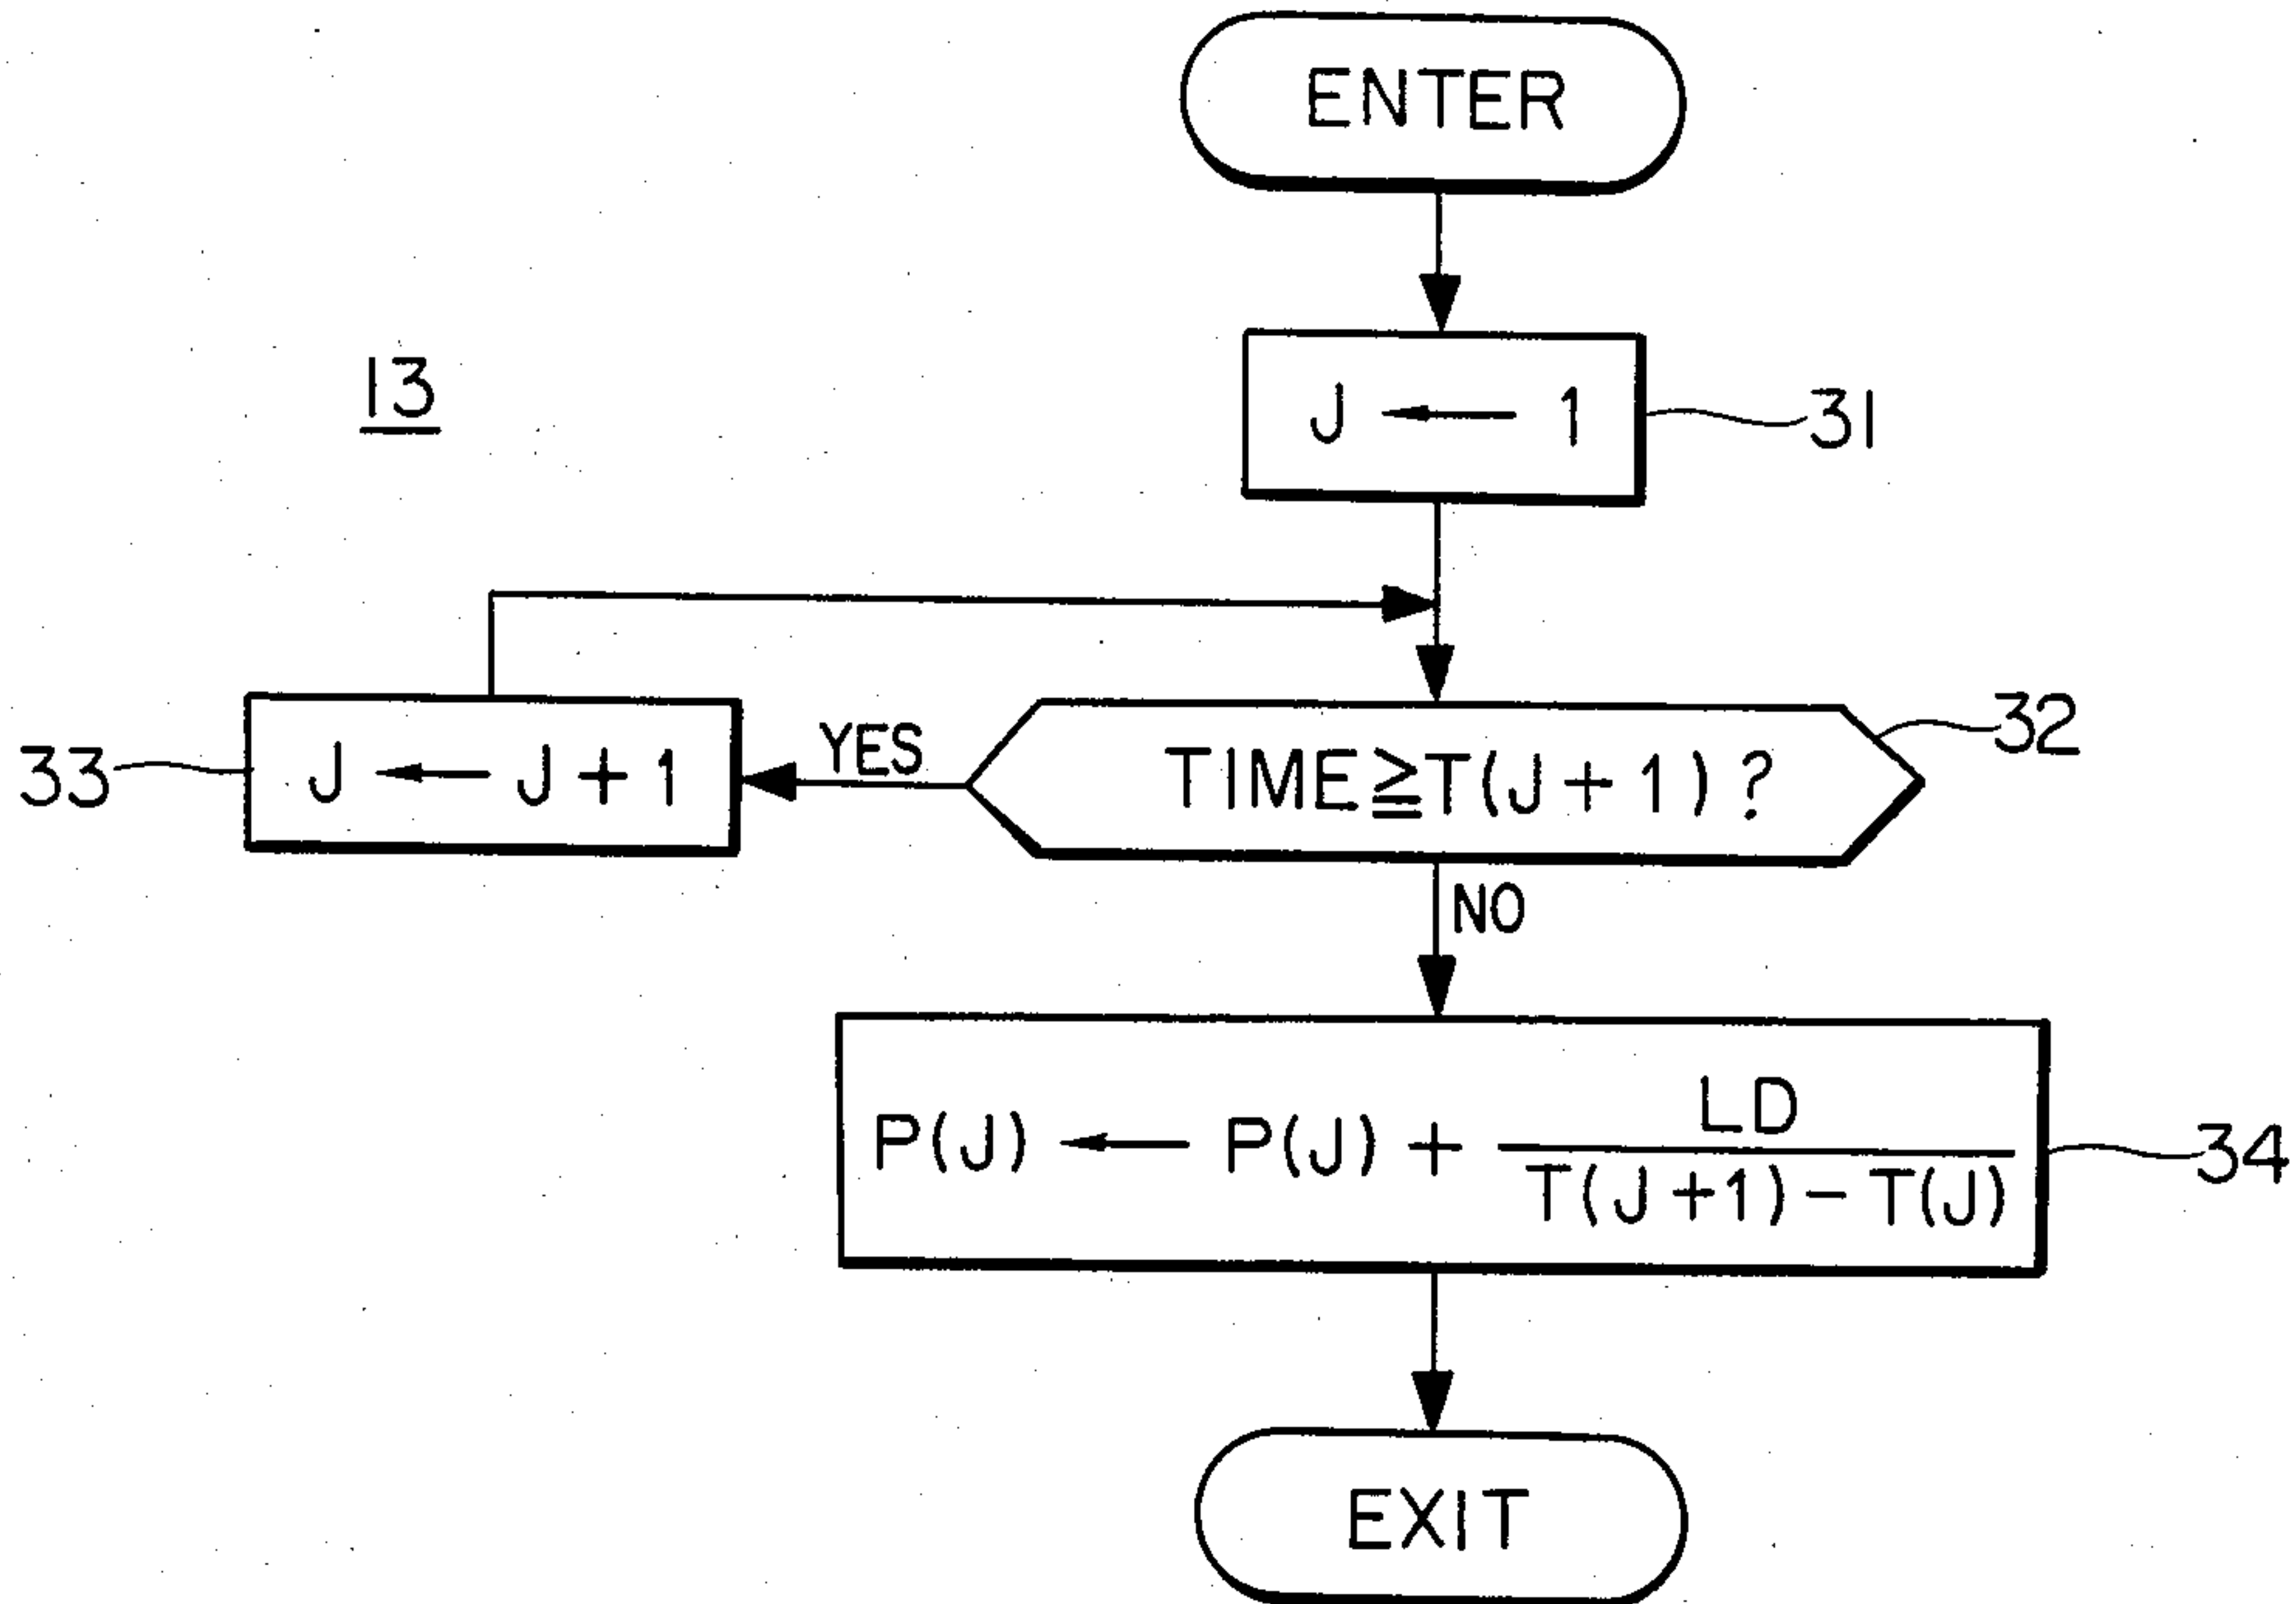 ENTER
13
J ← 1
31
33
J ← J + 1
YES
TIME ≧ T(J + 1) ?
32
NO
P(J) ← P(J) + LD / T(J+1) - T(J)
34
EXIT